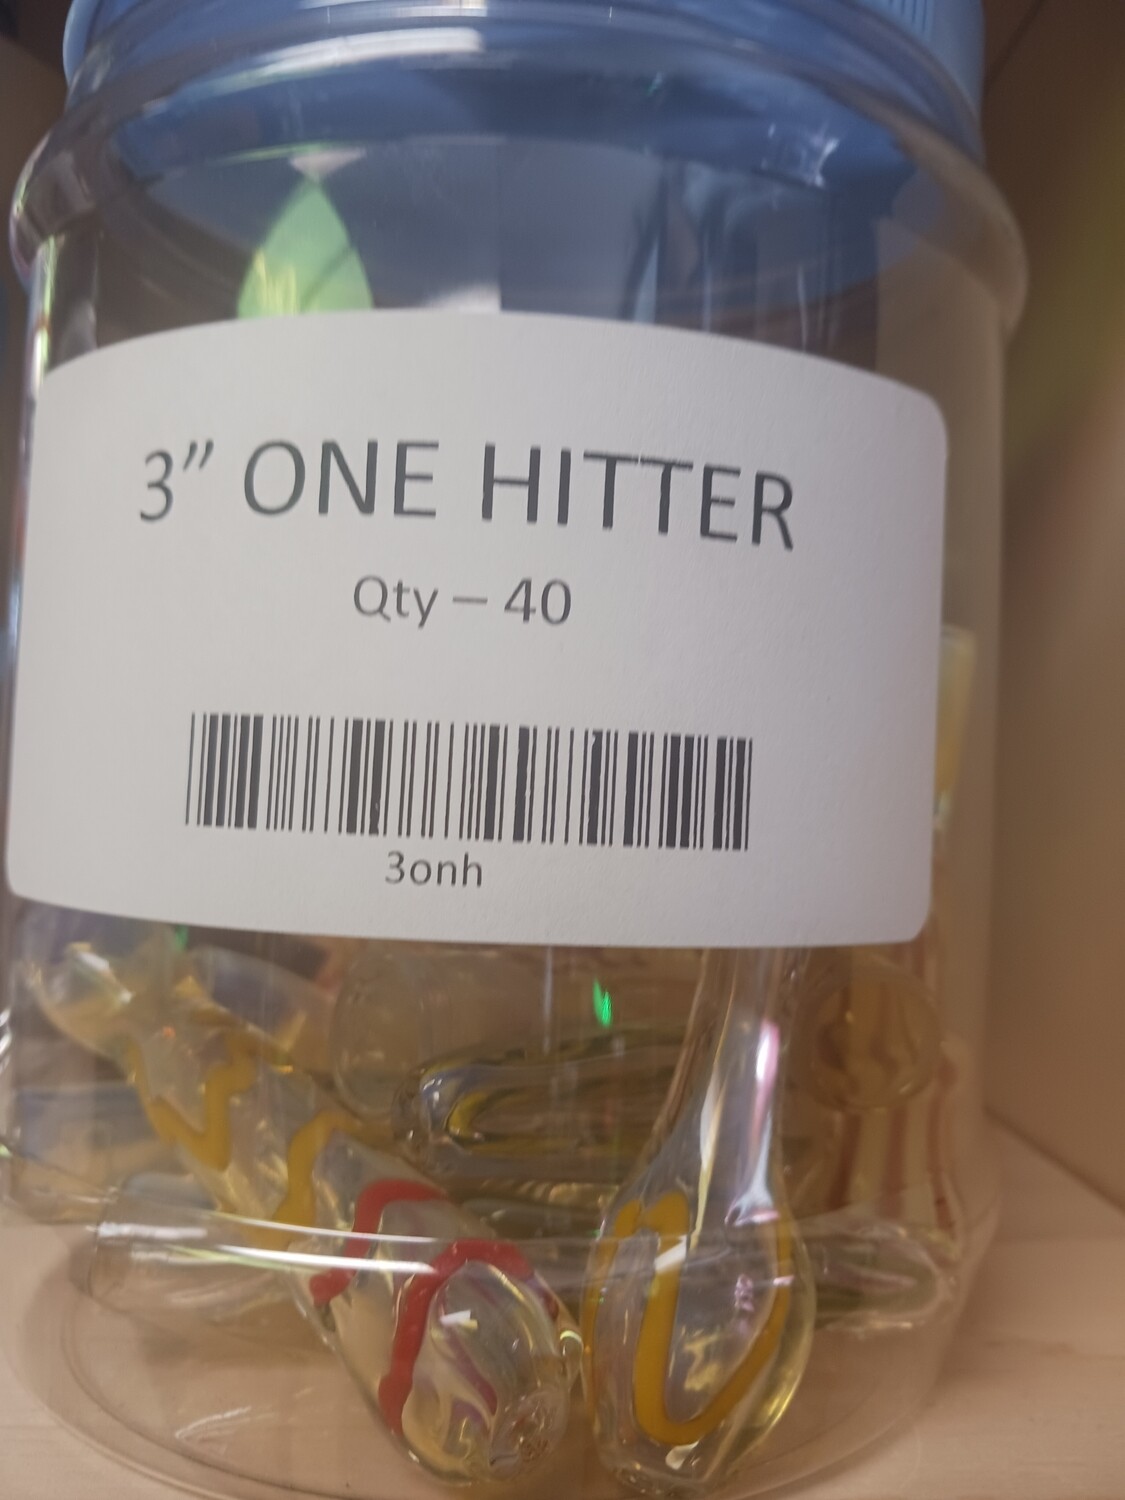 3” ONE HITTER
Qty – 40
3onh